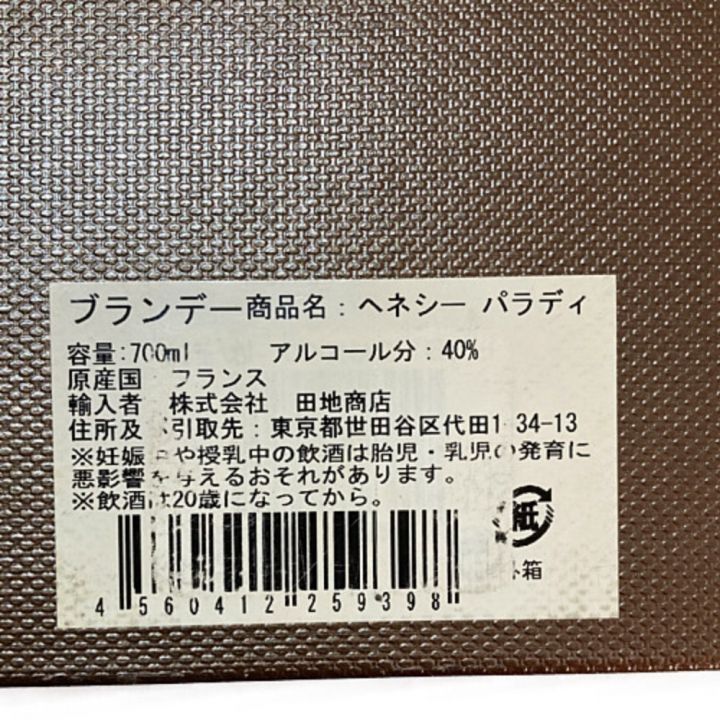 ブランデー商品名：ヘネシー パラディ
容量:700ml アルコール分：40%
原産国 フランス
輸入者 株式会社 田地商店
住所及 引取先：東京都世田谷区代田1 34-13
※妊娠中や授乳中の飲酒は胎児・乳児の発育に
悪影響を与えるおそれがあります。
※飲酒は20歳になってから。
紙
箱
4 560412 259398